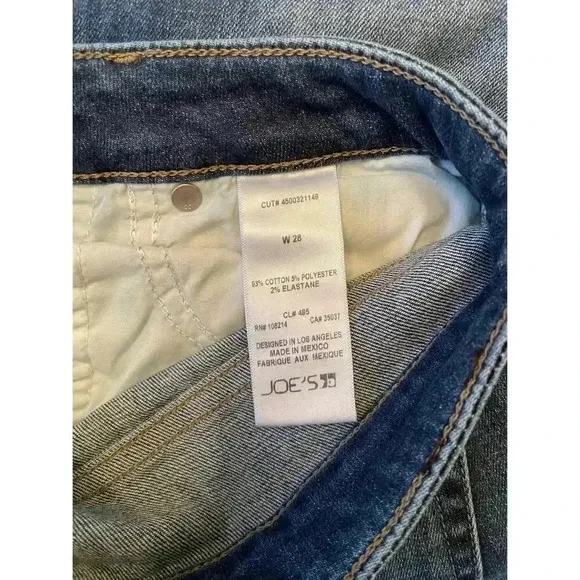 CUT# 4500321149
W 28
93% COTTON 5% POLYESTER
2% ELASTANE
CL# 485
RN# 108214 CA# 35037
DESIGNED IN LOS ANGELES
MADE IN MEXICO
FABRIQUE AUX MEXIQUE
JOE'S